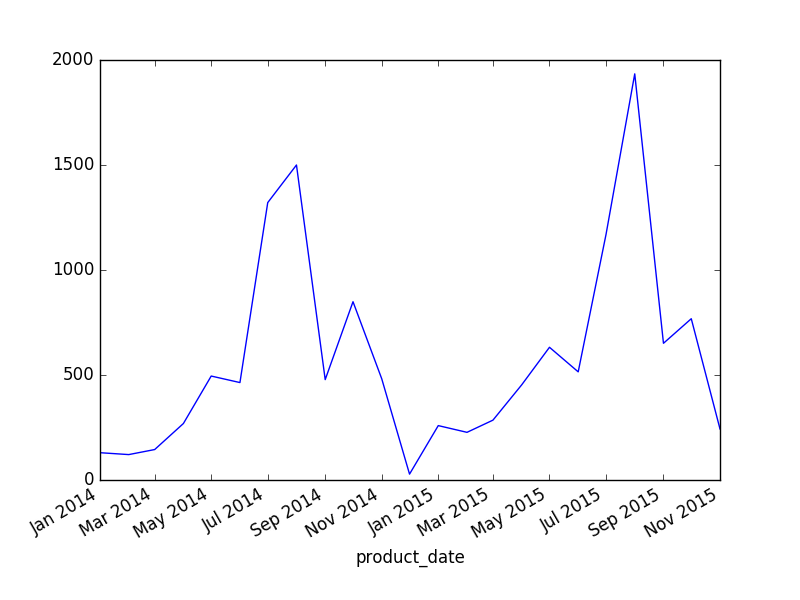 2000
1500
1000
500
0
Jan 2014
Mar 2014
May 2014
Jul 2014
Sep 2014
Nov 2014
Jan 2015
Mar 2015
May 2015
Jul 2015
Sep 2015
Nov 2015
product_date